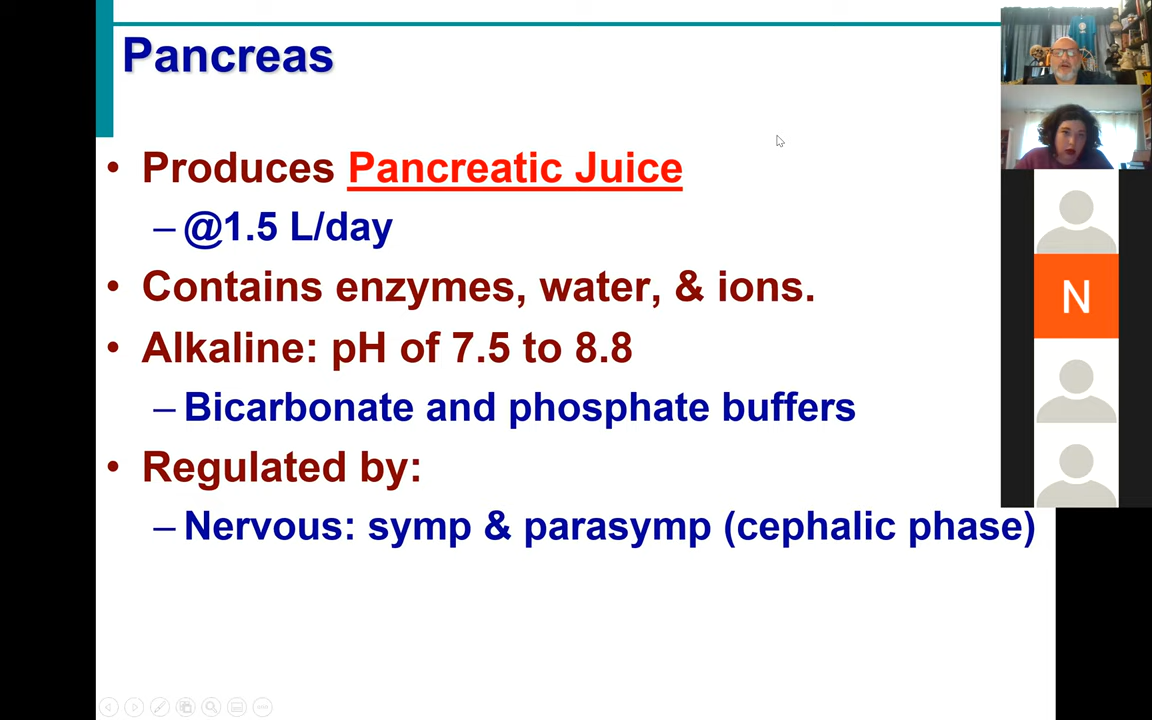 Pancreas
• Produces Pancreatic Juice
– @1.5 L/day
• Contains enzymes, water, & ions.
• Alkaline: pH of 7.5 to 8.8
– Bicarbonate and phosphate buffers
• Regulated by:
– Nervous: symp & parasymp (cephalic phase)
N